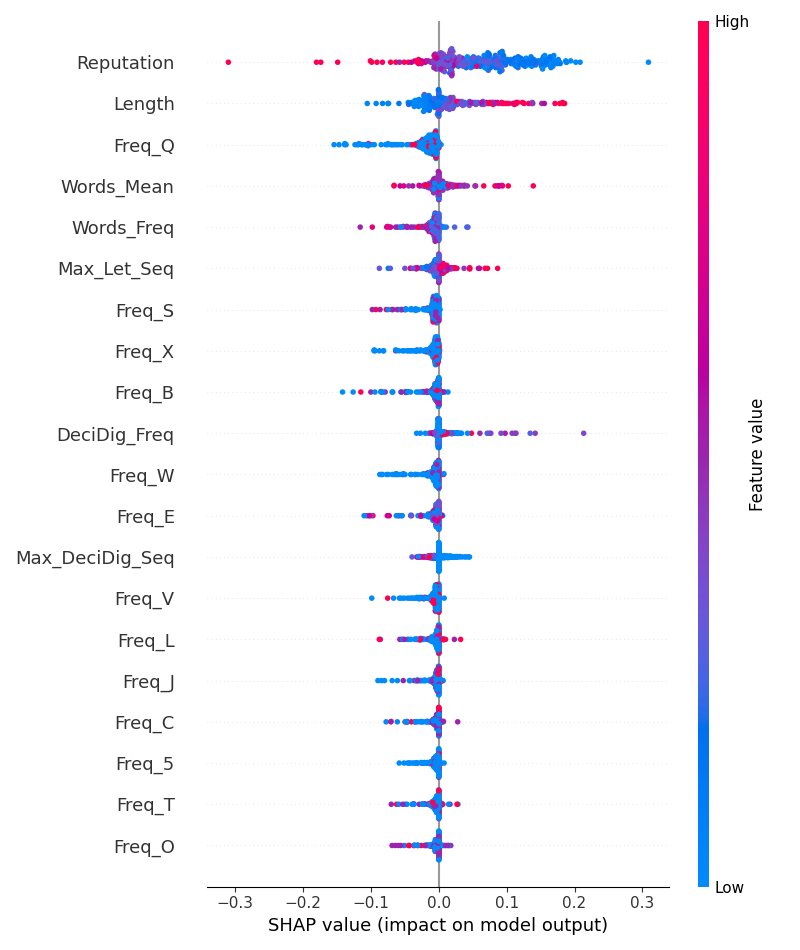 High
Reputation
Length
Freq_Q
Words_Mean
Words_Freq
Max_Let_Seq
Freq_S
Freq_X
Freq_B
DeciDig_Freq
Freq_W
Freq_E
Max_DeciDig_Seq
Freq_V
Freq_L
Freq_J
Freq_C
Freq_5
Freq_T
Freq_O
Feature value
Low
−0.3 −0.2 −0.1 0.0 0.1 0.2 0.3
SHAP value (impact on model output)